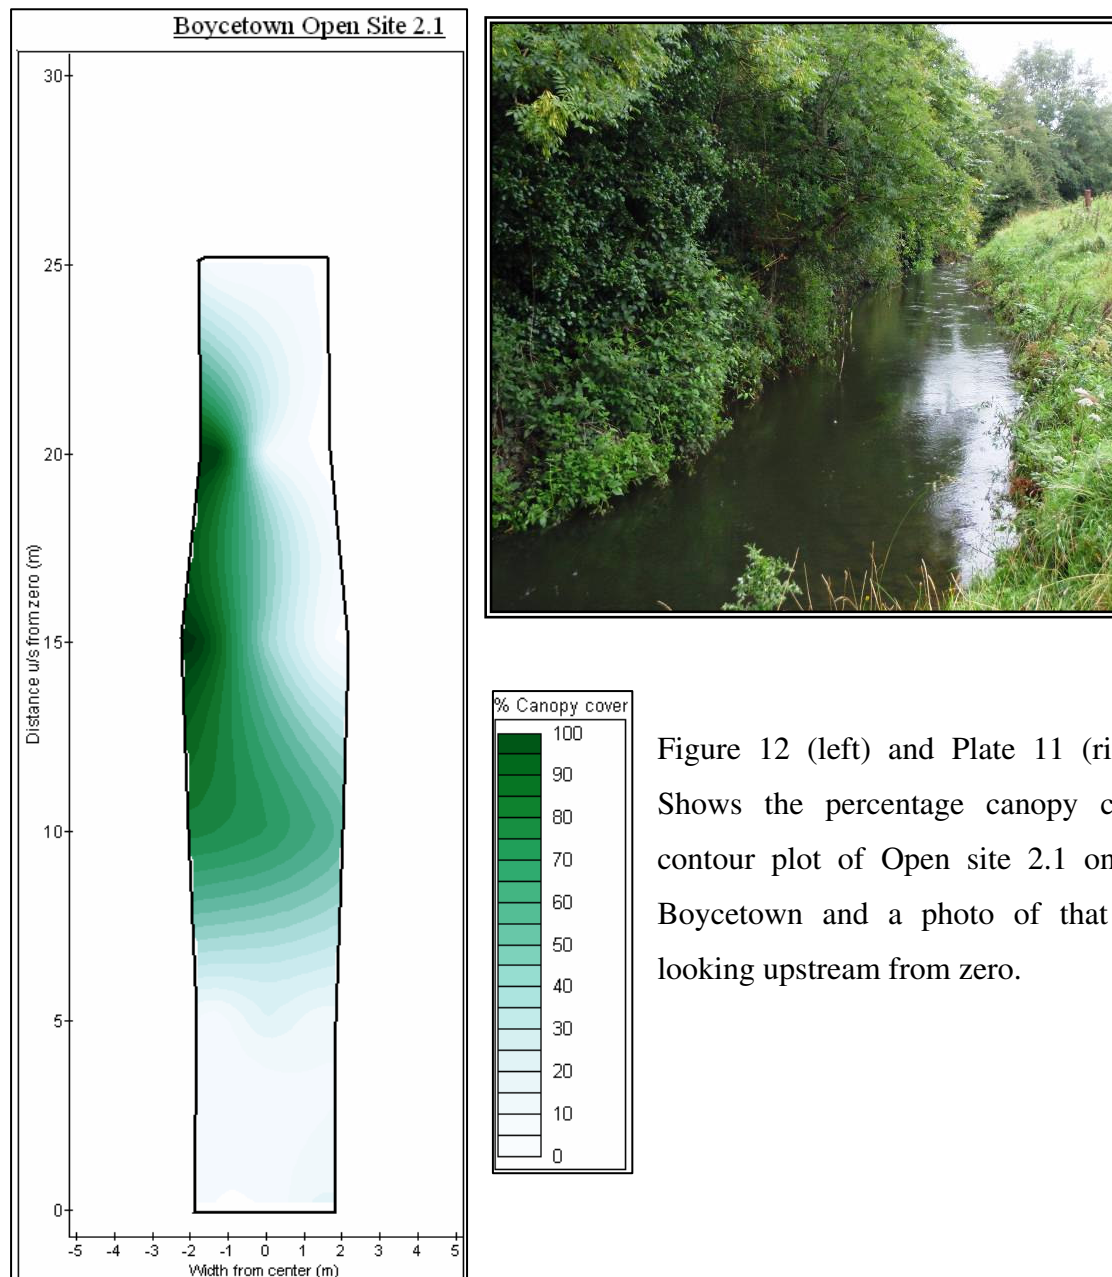 Boycetown Open Site 2.1
30
25
20
15
10
5
0
Distance u/s from zero (m)
-5 -4 -3 -2 -1 0 1 2 3 4 5
Width from center (m)
% Canopy cover
100
90
80
70
60
50
40
30
20
10
0
Figure 12 (left) and Plate 11 (ri
Shows the percentage canopy c
contour plot of Open site 2.1 on
Boycetown and a photo of that
looking upstream from zero.